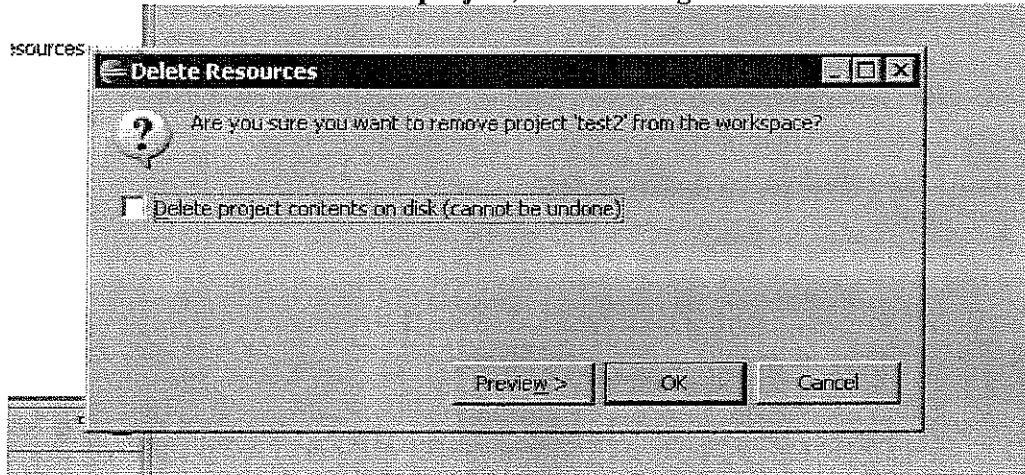 esources
Delete Resources
Are you sure you want to remove project 'test2' from the workspace?
Delete project contents on disk (cannot be undone)
Preview >
OK
Cancel